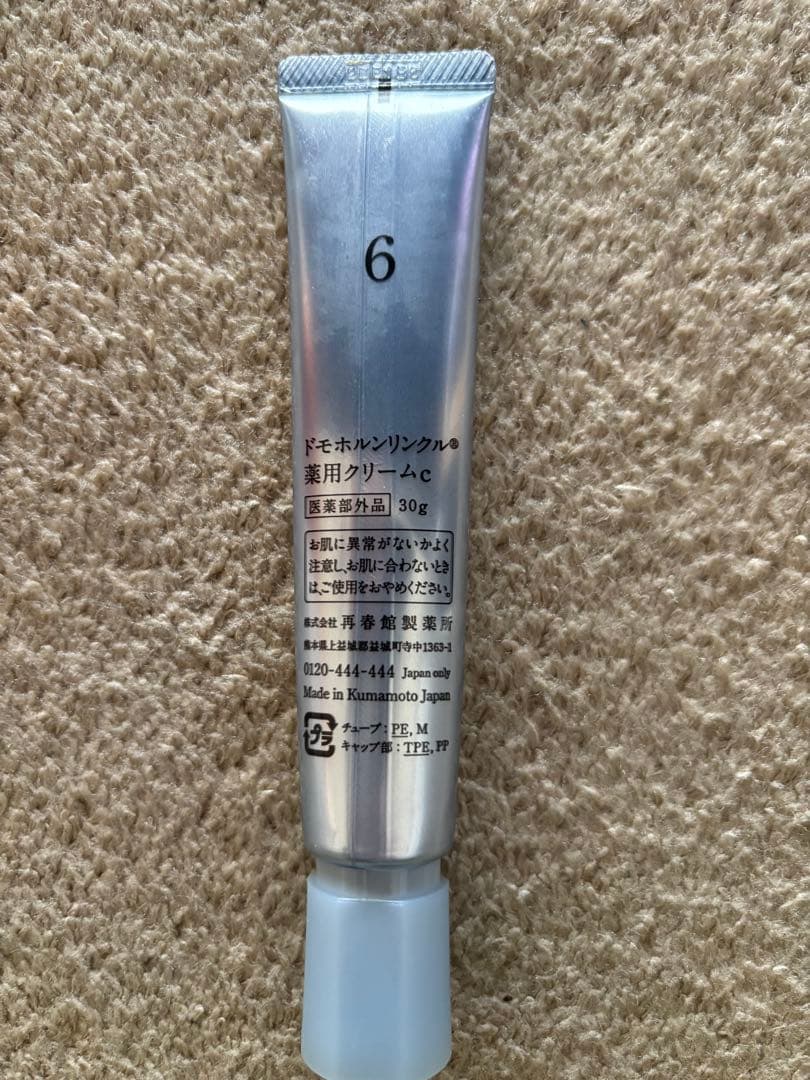 6
ドモホルンリンクル®
薬用クリームc
医薬部外品 30g
お肌に異常がないかよく
注意し、お肌に合わないとき
は、ご使用をおやめください。
株式会社 再春館製薬所
熊本県上益城郡益城町寺中1363-1
0120-444-444 Japan only
Made in Kumamoto Japan
プラ チューブ : PE, M
キャップ部 : TPE, PP